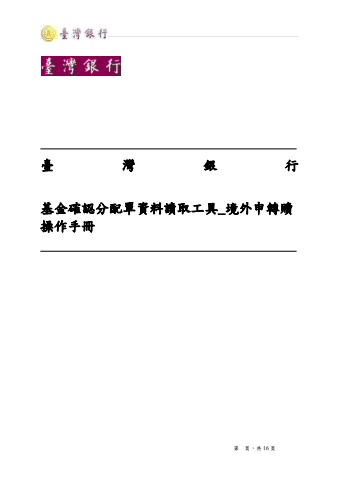 臺灣銀行
臺灣銀行
臺灣銀行
基金確認分配單資料讀取工具_境外申轉贖
操作手冊
第 頁，共 16 頁